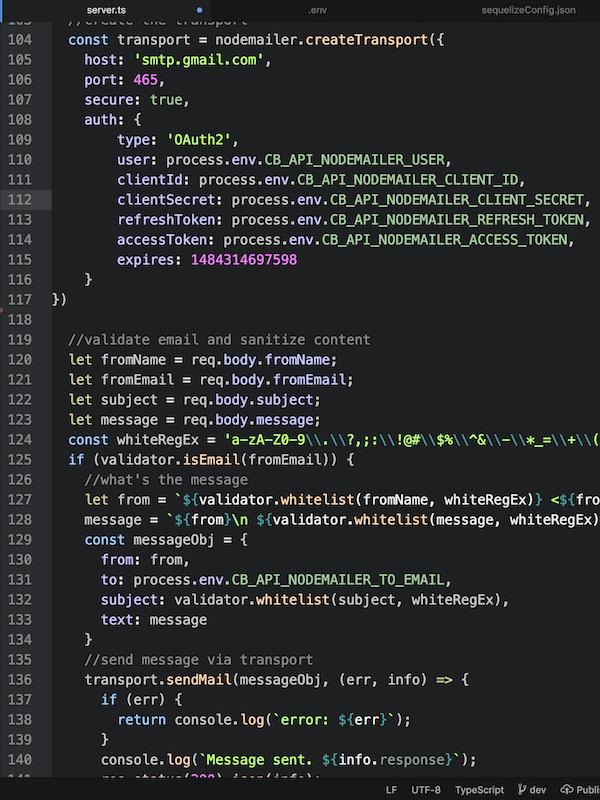 server.ts .env sequelizeConfig.json
103 //create the transport
104 const transport = nodemailer.createTransport({
105 host: 'smtp.gmail.com',
106 port: 465,
107 secure: true,
108 auth: {
109 type: 'OAuth2',
110 user: process.env.CB_API_NODEMAILER_USER,
111 clientId: process.env.CB_API_NODEMAILER_CLIENT_ID,
112 clientSecret: process.env.CB_API_NODEMAILER_CLIENT_SECRET,
113 refreshToken: process.env.CB_API_NODEMAILER_REFRESH_TOKEN,
114 accessToken: process.env.CB_API_NODEMAILER_ACCESS_TOKEN,
115 expires: 1484314697598
116 }
117 })
118
119 //validate email and sanitize content
120 let fromName = req.body.fromName;
121 let fromEmail = req.body.fromEmail;
122 let subject = req.body.subject;
123 let message = req.body.message;
124 const whiteRegEx = 'a-zA-Z0-9\\.\\?,;:\\!@#\\$%\\^&\\-\\*_=\\+\\(
125 if (validator.isEmail(fromEmail)) {
126 //what's the message
127 let from = `${validator.whitelist(fromName, whiteRegEx)} <${fro
128 message = `${from}\n ${validator.whitelist(message, whiteRegEx)
129 const messageObj = {
130 from: from,
131 to: process.env.CB_API_NODEMAILER_TO_EMAIL,
132 subject: validator.whitelist(subject, whiteRegEx),
133 text: message
134 }
135 //send message via transport
136 transport.sendMail(messageObj, (err, info) => {
137 if (err) {
138 return console.log(`error: ${err}`);
139 }
140 console.log(`Message sent. ${info.response}`);
141 res.status(200).json(info);
LF UTF-8 TypeScript dev Publi